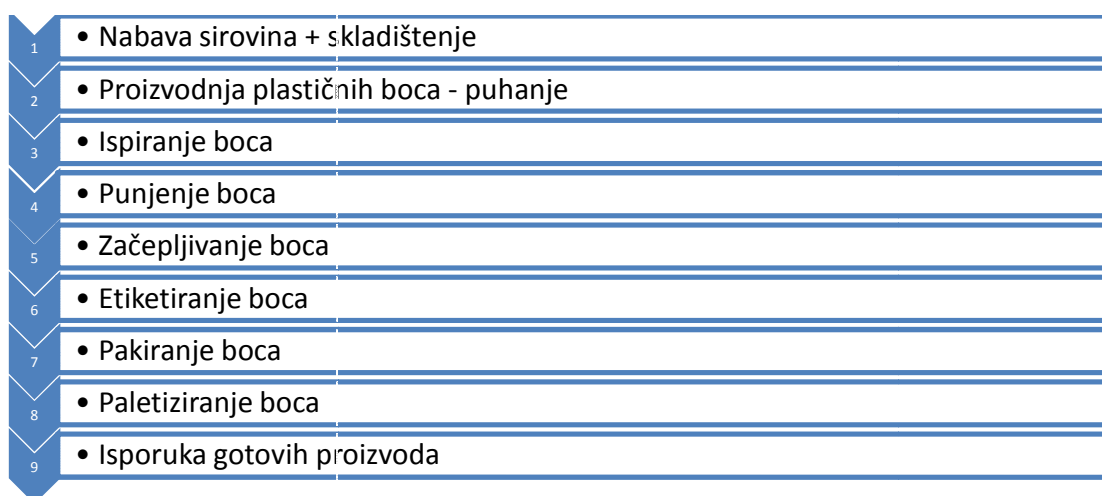 1 • Nabava sirovina + skladištenje
2 • Proizvodnja plastičnih boca - puhanje
3 • Ispiranje boca
4 • Punjenje boca
5 • Začepljivanje boca
6 • Etiketiranje boca
7 • Pakiranje boca
8 • Paletiziranje boca
9 • Isporuka gotovih proizvoda